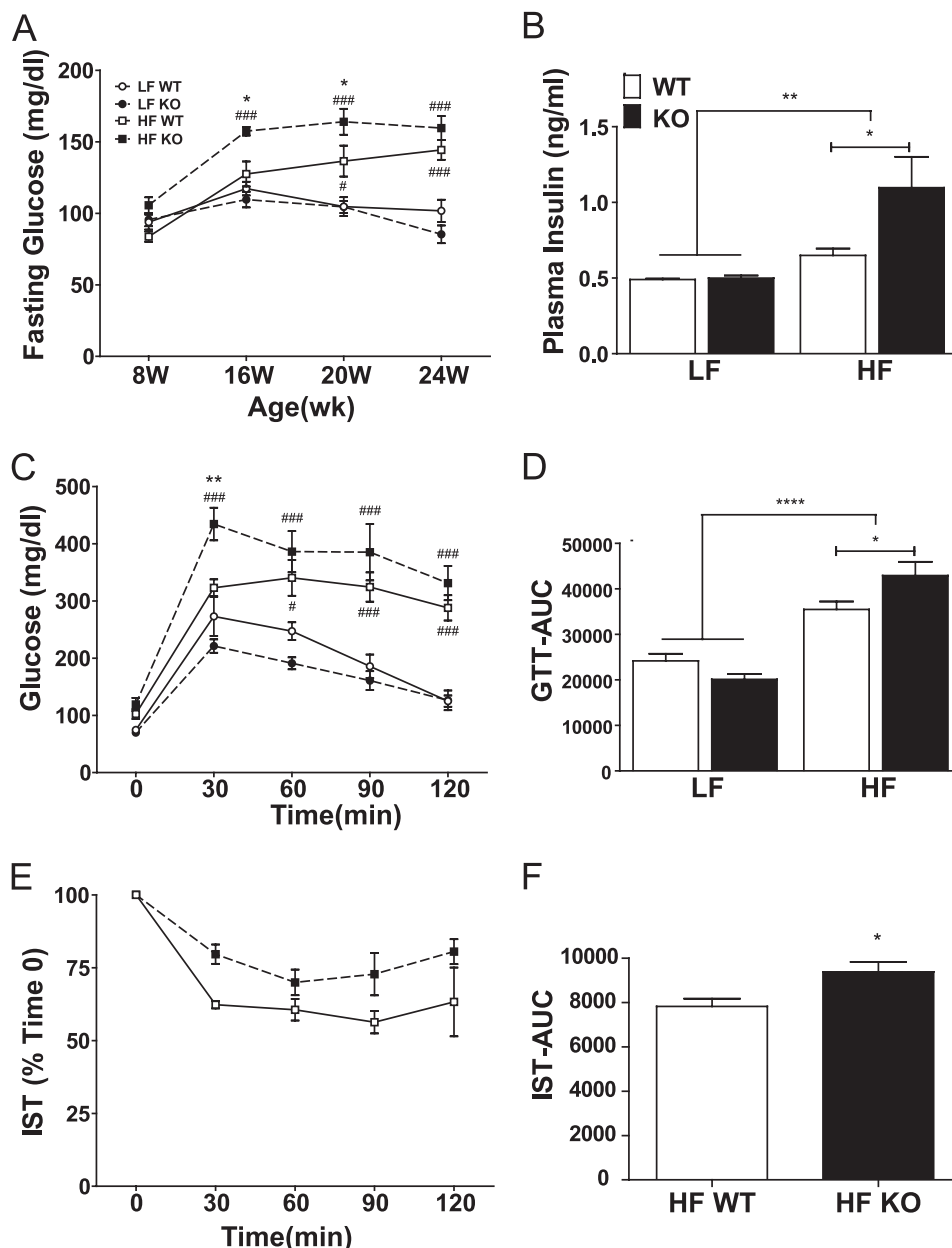 A
Fasting Glucose (mg/dl)
200
150
100
50
0
LF WT
LF KO
HF WT
HF KO
*
###
*
###
###
#
###
8W 16W 20W 24W
Age(wk)
B
Plasma Insulin (ng/ml)
WT
KO
**
*
1.5
1.0
0.5
0.0
LF HF
C
Glucose (mg/dl)
500
400
300
200
100
0
**
###
###
###
###
#
###
###
0 30 60 90 120
Time(min)
D
GTT-AUC
****
*
50000
40000
30000
20000
10000
0
LF HF
E
IST (% Time 0)
100
75
50
25
0
0 30 60 90 120
Time(min)
F
IST-AUC
*
10000
8000
6000
4000
2000
0
HF WT HF KO